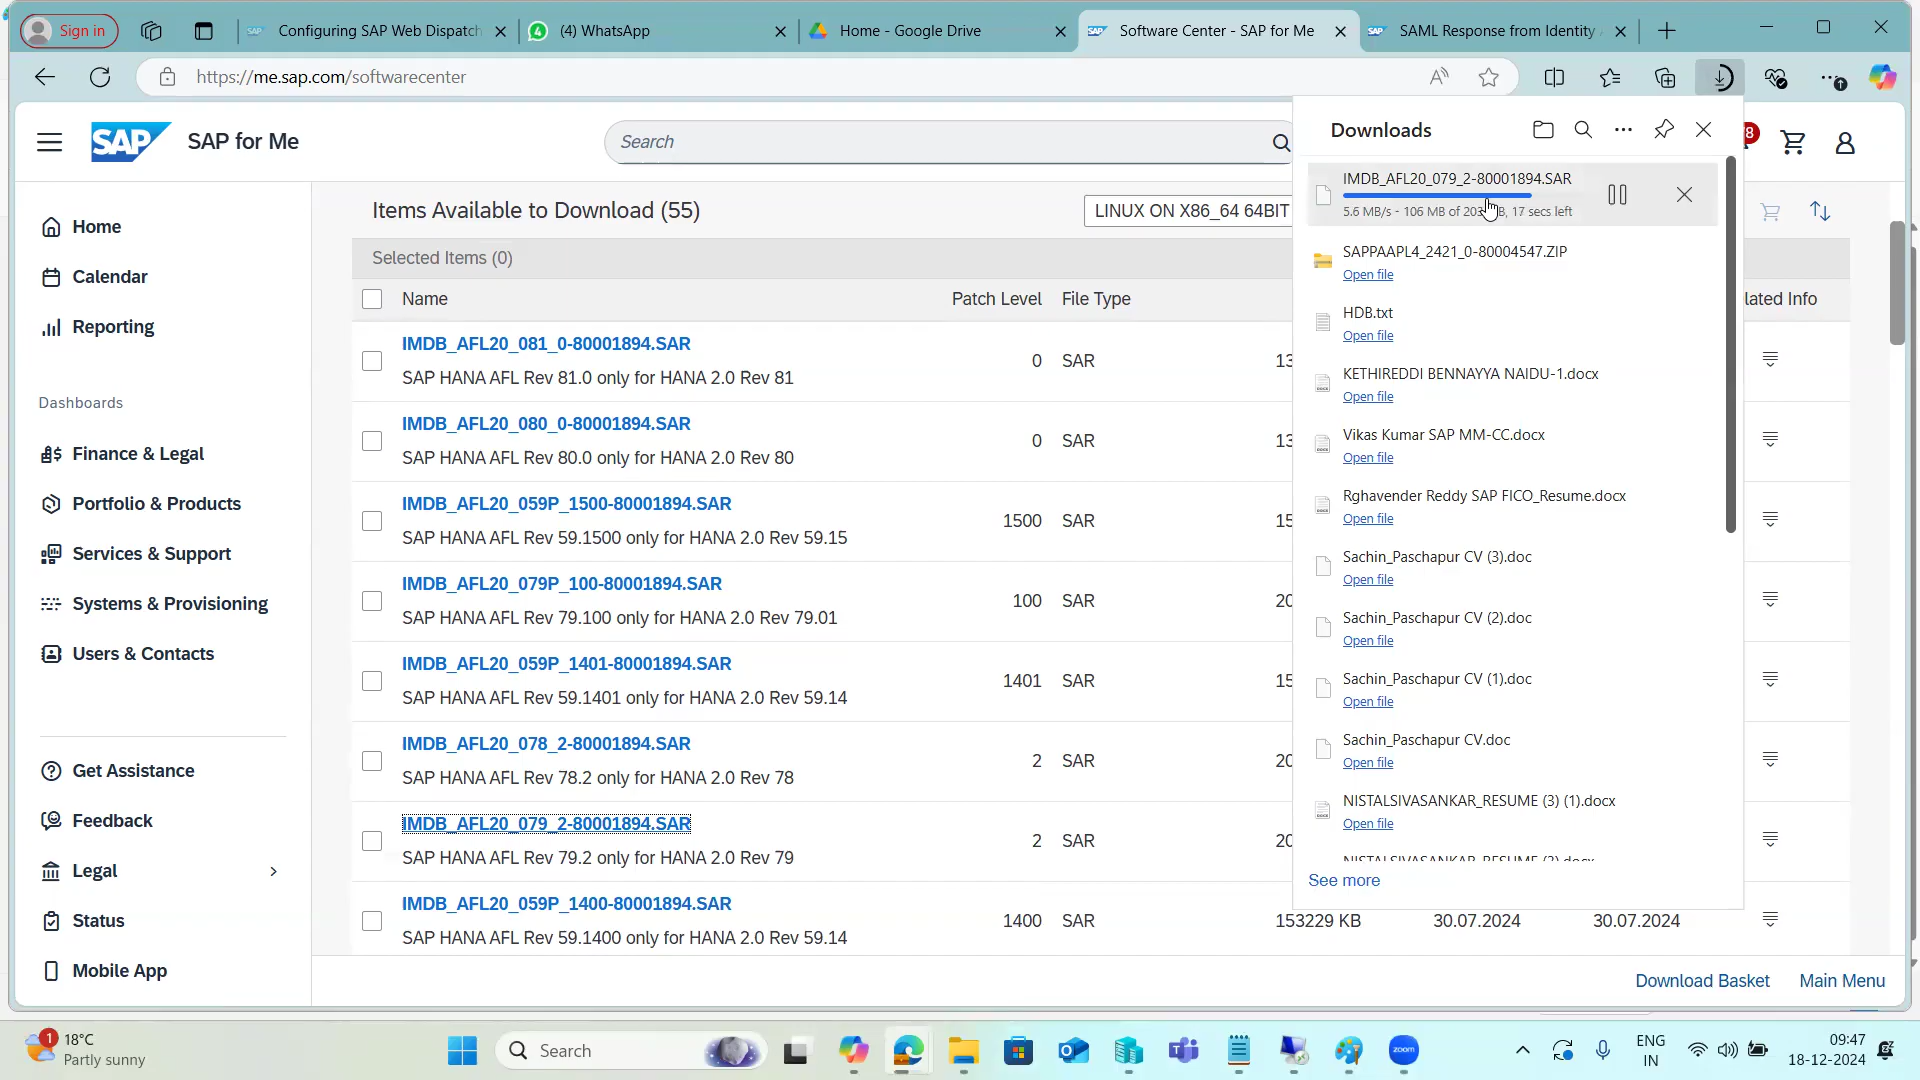 Sign in
Configuring SAP Web Dispatch
(4) WhatsApp
Home - Google Drive
Software Center - SAP for Me
SAML Response from Identity
https://me.sap.com/softwarecenter
SAP
SAP for Me
Search
8
Downloads
IMDB_AFL20_079_2-80001894.SAR
5.6 MB/s - 106 MB of 203 MB, 17 secs left
SAPPAAPL4_2421_0-80004547.ZIP
Open file
HDB.txt
Open file
KETHIREDDI BENNAYYA NAIDU-1.docx
Open file
Vikas Kumar SAP MM-CC.docx
Open file
Rghavender Reddy SAP FICO_Resume.docx
Open file
Sachin_Paschapur CV (3).doc
Open file
Sachin_Paschapur CV (2).doc
Open file
Sachin_Paschapur CV (1).doc
Open file
Sachin_Paschapur CV.doc
Open file
NISTALSIVASANKAR_RESUME (3) (1).docx
Open file
NISTALSIVASANKAR_RESUME (3).docx
See more
Home
Calendar
Reporting
Dashboards
Finance & Legal
Portfolio & Products
Services & Support
Systems & Provisioning
Users & Contacts
Get Assistance
Feedback
Legal
Status
Mobile App
Items Available to Download (55)
LINUX ON X86_64 64BIT
Selected Items (0)
Name
Patch Level
File Type
lated Info
IMDB_AFL20_081_0-80001894.SAR
SAP HANA AFL Rev 81.0 only for HANA 2.0 Rev 81
0
SAR
13
IMDB_AFL20_080_0-80001894.SAR
SAP HANA AFL Rev 80.0 only for HANA 2.0 Rev 80
0
SAR
13
IMDB_AFL20_059P_1500-80001894.SAR
SAP HANA AFL Rev 59.1500 only for HANA 2.0 Rev 59.15
1500
SAR
15
IMDB_AFL20_079P_100-80001894.SAR
SAP HANA AFL Rev 79.100 only for HANA 2.0 Rev 79.01
100
SAR
20
IMDB_AFL20_059P_1401-80001894.SAR
SAP HANA AFL Rev 59.1401 only for HANA 2.0 Rev 59.14
1401
SAR
15
IMDB_AFL20_078_2-80001894.SAR
SAP HANA AFL Rev 78.2 only for HANA 2.0 Rev 78
2
SAR
20
IMDB_AFL20_079_2-80001894.SAR
SAP HANA AFL Rev 79.2 only for HANA 2.0 Rev 79
2
SAR
20
IMDB_AFL20_059P_1400-80001894.SAR
SAP HANA AFL Rev 59.1400 only for HANA 2.0 Rev 59.14
1400
SAR
153229 KB
30.07.2024
30.07.2024
Download Basket
Main Menu
1
18°C
Partly sunny
Search
zoom
ENG
IN
09:47
18-12-2024